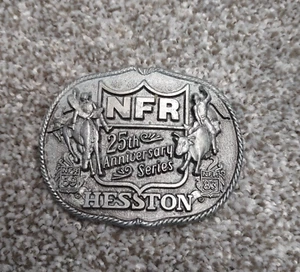 NFR
25th
Anniversary
Series
HESSTON